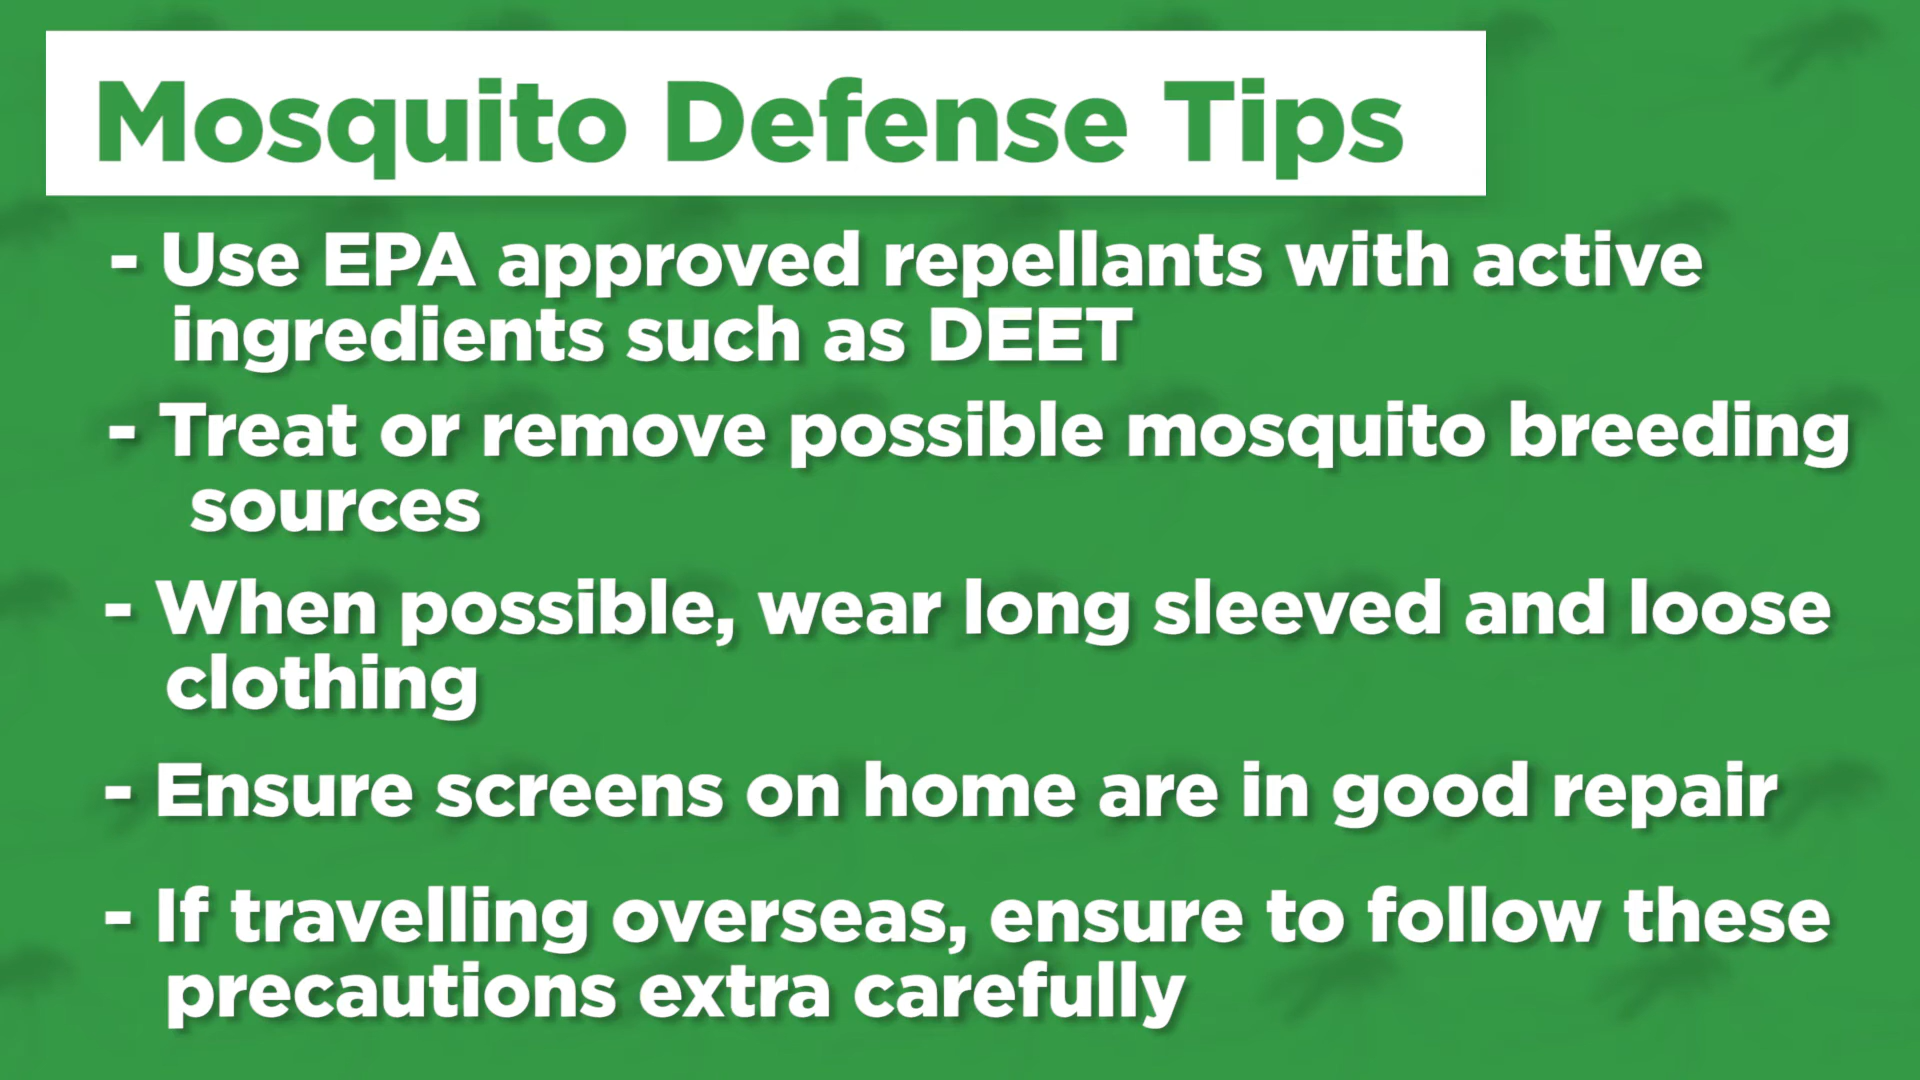 Mosquito Defense Tips
- Use EPA approved repellants with active
ingredients such as DEET
- Treat or remove possible mosquito breeding
sources
- When possible, wear long sleeved and loose
clothing
- Ensure screens on home are in good repair
- If travelling overseas, ensure to follow these
precautions extra carefully